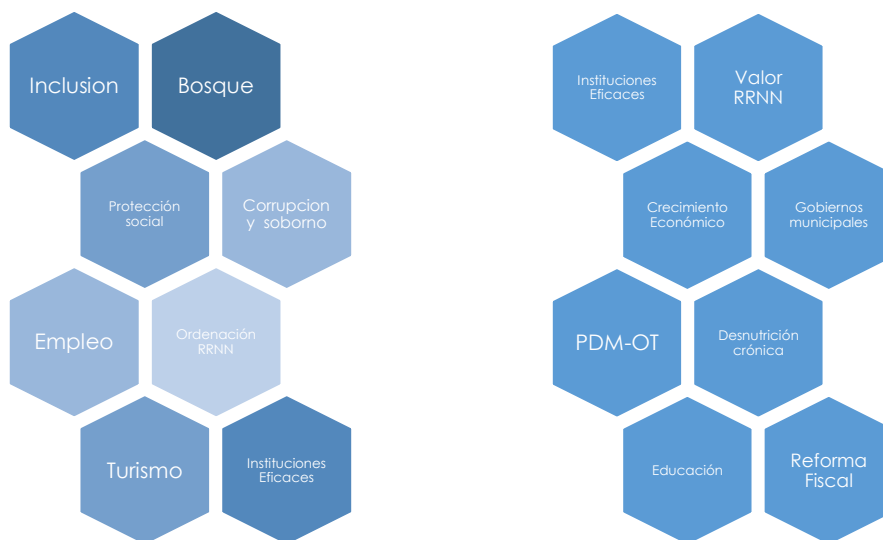 Inclusion
Bosque
Protección
social
Corrupcion
y soborno
Empleo
Ordenación
RRNN
Turismo
Instituciones
Eficaces
Instituciones
Eficaces
Valor
RRNN
Crecimiento
Económico
Gobiernos
municipales
PDM-OT
Desnutrición
crónica
Educación
Reforma
Fiscal